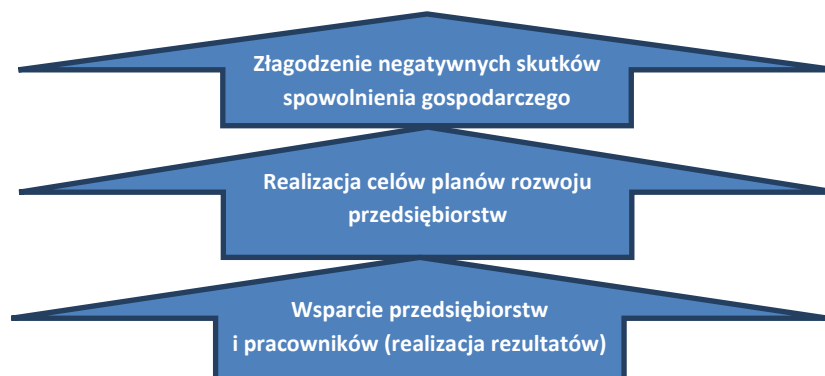 Złagodzenie negatywnych skutków
spowolnienia gospodarczego
Realizacja celów planów rozwoju
przedsiębiorstw
Wsparcie przedsiębiorstw
i pracowników (realizacja rezultatów)